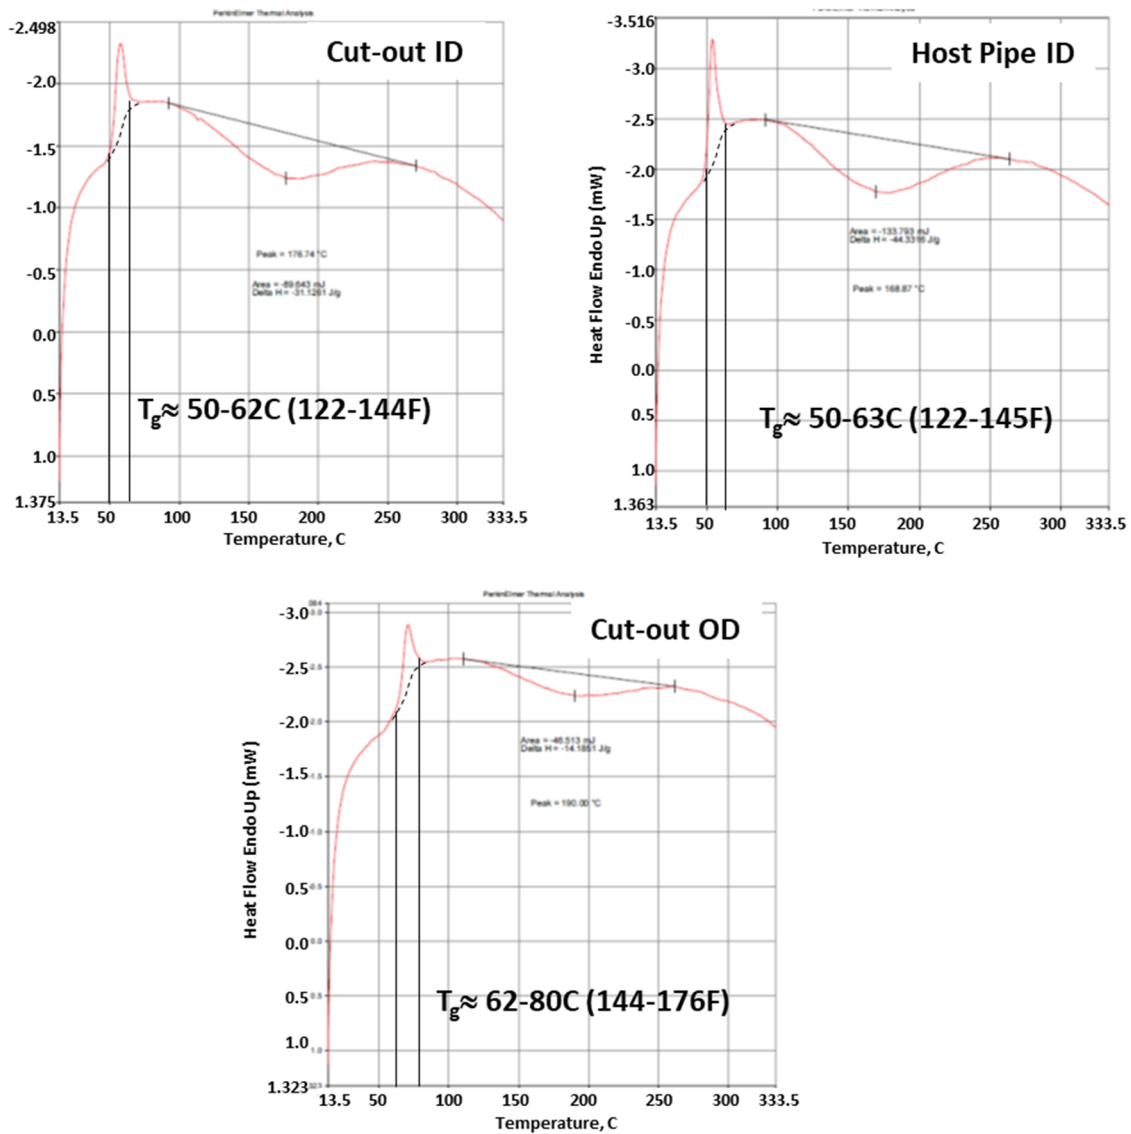 PerkinElmer Thermal Analysis
-2.498
Cut-out ID
-2.0
-1.5
-1.0
-0.5
0.0
0.5
1.0
1.375
Peak = 176.74 °C
Area = -89.643 mJ
Delta H = -31.1261 J/g
Tg≈ 50-62C (122-144F)
13.5 50 100 150 200 250 300 333.5
Temperature, C
-3.516
Host Pipe ID
-3.0
-2.5
-2.0
-1.5
-1.0
-0.5
0.0
0.5
1.0
1.363
Heat Flow Endo Up (mW)
Area = -133.793 mJ
Delta H = -44.3316 J/g
Peak = 168.87 °C
Tg≈ 50-63C (122-145F)
13.5 50 100 150 200 250 300 333.5
Temperature, C
PerkinElmer Thermal Analysis
Cut-out OD
-3.0
-2.5
-2.0
-1.5
-1.0
0.5
0.0
0.5
1.0
1.323
Heat Flow Endo Up (mW)
Area = -46.513 mJ
Delta H = -14.1851 J/g
Peak = 190.00 °C
Tg≈ 62-80C (144-176F)
13.5 50 100 150 200 250 300 333.5
Temperature, C